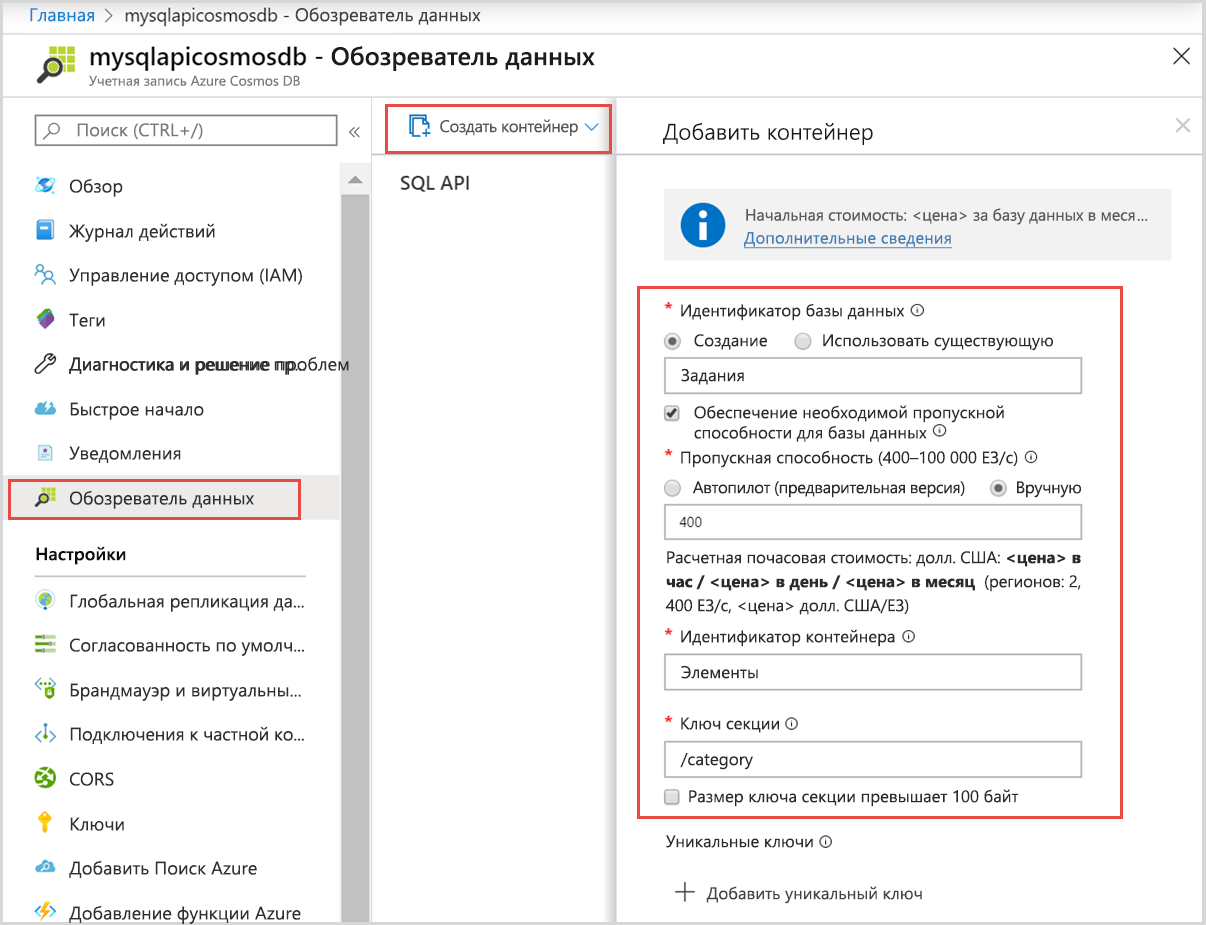 Главная > mysqlapicosmosdb - Обозреватель данных
mysqlapicosmosdb - Обозреватель данных
Учетная запись Azure Cosmos DB
Поиск (CTRL+/)
«
Обзор
Журнал действий
Управление доступом (IAM)
Теги
Диагностика и решение проблем
Быстрое начало
Уведомления
Обозреватель данных
Настройки
Глобальная репликация да...
Согласованность по умолч...
Брандмауэр и виртуальны...
Подключения к частной ко...
CORS
Ключи
Добавить Поиск Azure
Добавление функции Azure
Создать контейнер
SQL API
Добавить контейнер
Начальная стоимость: <цена> за базу данных в меся...
Дополнительные сведения
* Идентификатор базы данных
Создание Использовать существующую
Задания
Обеспечение необходимой пропускной
способности для базы данных
* Пропускная способность (400–100 000 ЕЗ/с)
Автопилот (предварительная версия) Вручную
400
Расчетная почасовая стоимость: долл. США: <цена> в
час / <цена> в день / <цена> в месяц (регионов: 2,
400 ЕЗ/с, <цена> долл. США/ЕЗ)
* Идентификатор контейнера
Элементы
* Ключ секции
/category
Размер ключа секции превышает 100 байт
Уникальные ключи
Добавить уникальный ключ